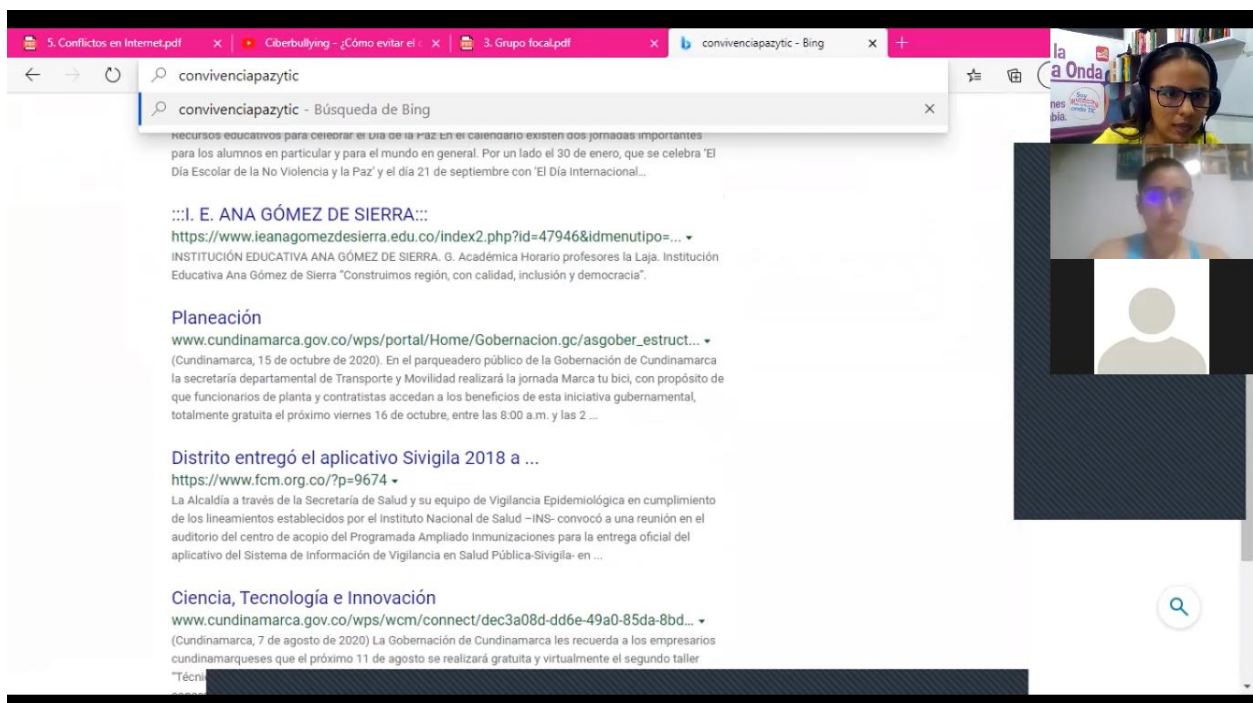 5. Conflictos en Internet.pdf
Ciberbullying - ¿Cómo evitar el c
3. Grupo focal.pdf
convivenciapazytic - Bing
convivenciapazytic
convivenciapazytic - Búsqueda de Bing
la
a Onda
Recursos educativos para celebrar el Día de la Paz En el calendario existen dos jornadas importantes
para los alumnos en particular y para el mundo en general. Por un lado el 30 de enero, que se celebra 'El
Día Escolar de la No Violencia y la Paz' y el día 21 de septiembre con 'El Día Internacional...
:::I. E. ANA GÓMEZ DE SIERRA:::
https://www.ieanagomezdesierra.edu.co/index2.php?id=47946&idmenutipo=...
INSTITUCIÓN EDUCATIVA ANA GÓMEZ DE SIERRA. G. Académica Horario profesores la Laja. Institución
Educativa Ana Gómez de Sierra "Construimos región, con calidad, inclusión y democracia".
Planeación
www.cundinamarca.gov.co/wps/portal/Home/Gobernacion.gc/asgober_estruct...
(Cundinamarca, 15 de octubre de 2020). En el parqueadero público de la Gobernación de Cundinamarca
la secretaría departamental de Transporte y Movilidad realizará la jornada Marca tu bici, con propósito de
que funcionarios de planta y contratistas accedan a los beneficios de esta iniciativa gubernamental,
totalmente gratuita el próximo viernes 16 de octubre, entre las 8:00 a.m. y las 2 ...
Distrito entregó el aplicativo Sivigila 2018 a ...
https://www.fcm.org.co/?p=9674
La Alcaldía a través de la Secretaría de Salud y su equipo de Vigilancia Epidemiológica en cumplimiento
de los lineamientos establecidos por el Instituto Nacional de Salud –INS- convocó a una reunión en el
auditorio del centro de acopio del Programada Ampliado Inmunizaciones para la entrega oficial del
aplicativo del Sistema de Información de Vigilancia en Salud Pública-Sivigila- en ...
Ciencia, Tecnología e Innovación
www.cundinamarca.gov.co/wps/wcm/connect/dec3a08d-dd6e-49a0-85da-8bd...
(Cundinamarca, 7 de agosto de 2020) La Gobernación de Cundinamarca les recuerda a los empresarios
cundinamarqueses que el próximo 11 de agosto se realizará gratuita y virtualmente el segundo taller
"Técni